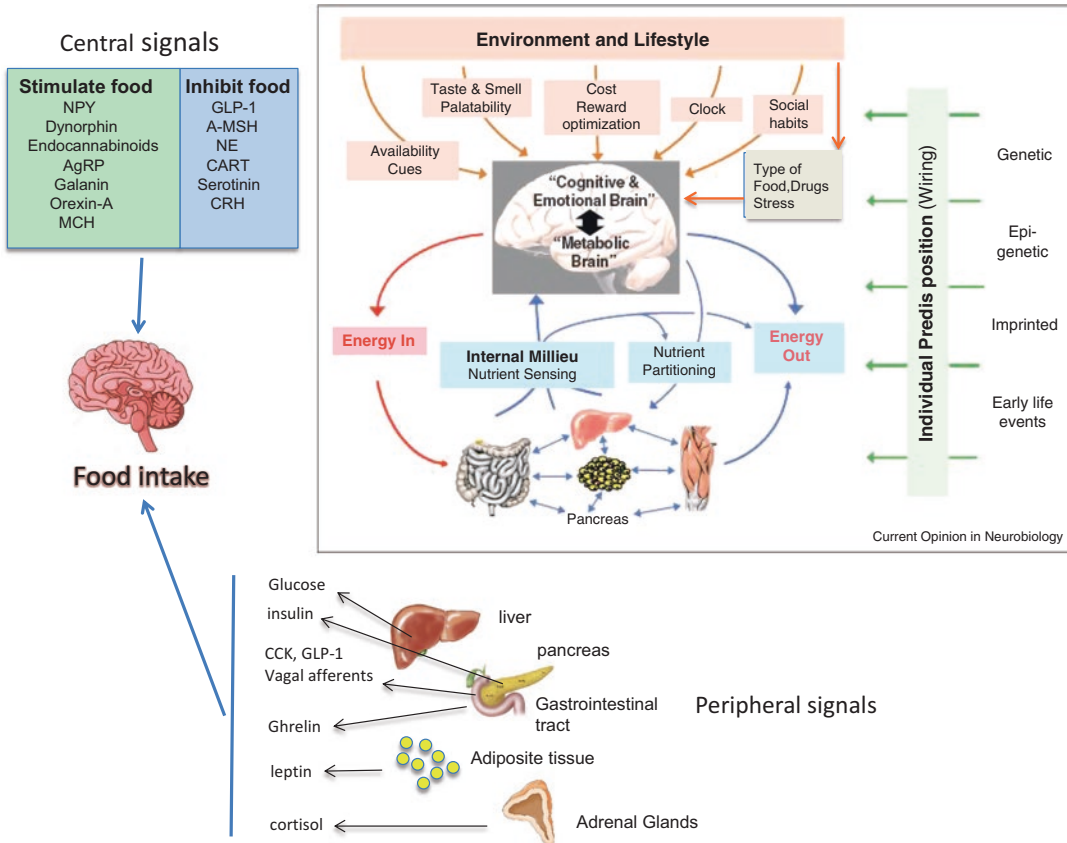 Central signals
Stimulate food
NPY
Dynorphin
Endocannabinoids
AgRP
Galanin
Orexin-A
MCH
Inhibit food
GLP-1
A-MSH
NE
CART
Serotinin
CRH
Food intake
Environment and Lifestyle
Availability
Cues
Taste & Smell
Palatability
Cost
Reward
optimization
Clock
Social
habits
Type of
Food,Drugs
Stress
"Cognitive &
Emotional Brain"
"Metabolic
Brain"
Energy In
Internal Millieu
Nutrient Sensing
Nutrient
Partitioning
Energy
Out
Pancreas
Individual Predis position (Wiring)
Genetic
Epi-
genetic
Imprinted
Early life
events
Current Opinion in Neurobiology
Glucose
insulin
CCK, GLP-1
Vagal afferents
Ghrelin
leptin
cortisol
liver
pancreas
Gastrointestinal
tract
Adiposite tissue
Adrenal Glands
Peripheral signals